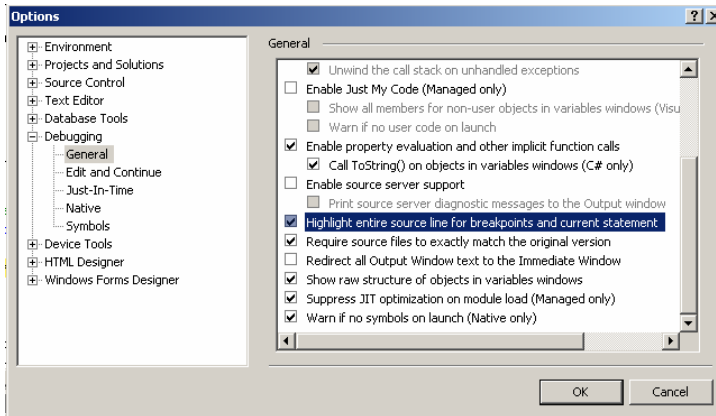 Options
Environment
Projects and Solutions
Source Control
Text Editor
Database Tools
Debugging
General
Edit and Continue
Just-In-Time
Native
Symbols
Device Tools
HTML Designer
Windows Forms Designer
General
Unwind the call stack on unhandled exceptions
Enable Just My Code (Managed only)
Show all members for non-user objects in variables windows (Visu
Warn if no user code on launch
Enable property evaluation and other implicit function calls
Call ToString() on objects in variables windows (C# only)
Enable source server support
Print source server diagnostic messages to the Output window
Highlight entire source line for breakpoints and current statement
Require source files to exactly match the original version
Redirect all Output Window text to the Immediate Window
Show raw structure of objects in variables windows
Suppress JIT optimization on module load (Managed only)
Warn if no symbols on launch (Native only)
OK
Cancel